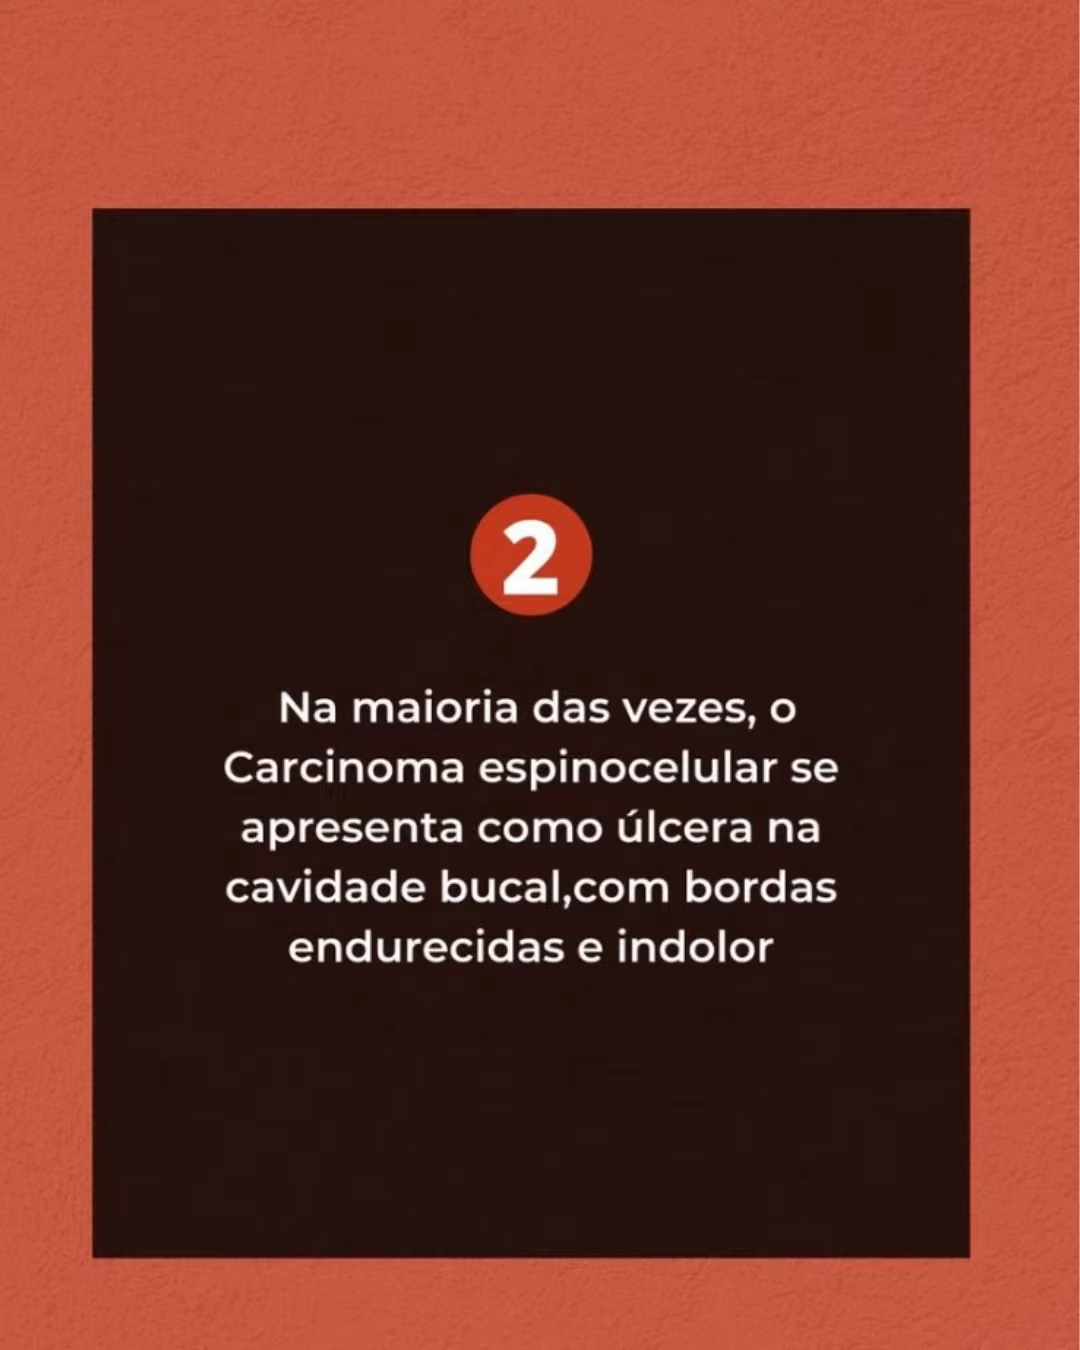 2
Na maioria das vezes, o
Carcinoma espinocelular se
apresenta como úlcera na
cavidade bucal,com bordas
endurecidas e indolor